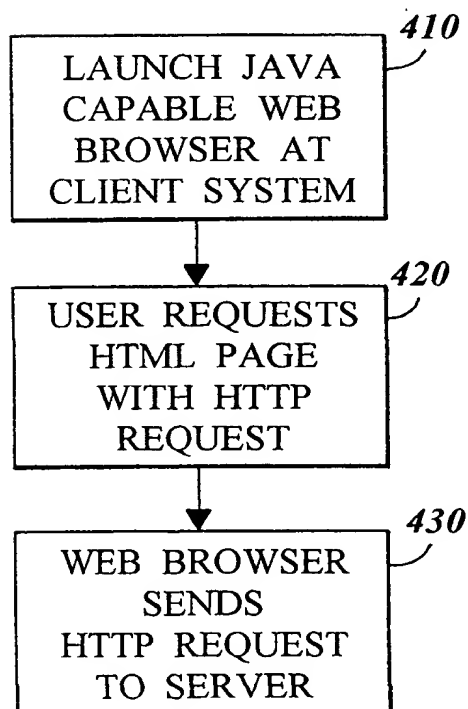 410
LAUNCH JAVA
CAPABLE WEB
BROWSER AT
CLIENT SYSTEM
420
USER REQUESTS
HTML PAGE
WITH HTTP
REQUEST
430
WEB BROWSER
SENDS
HTTP REQUEST
TO SERVER